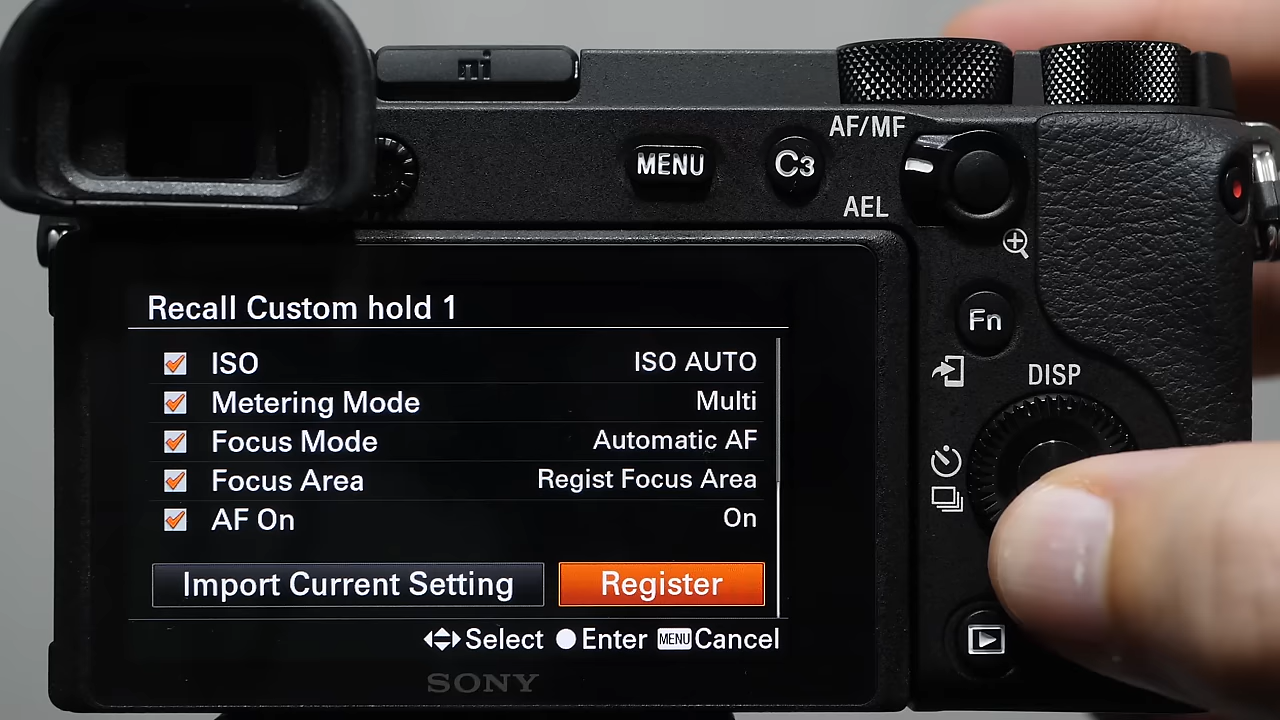 AF/MF
MENU
C3
AEL
Fn
DISP
Recall Custom hold 1
ISO ISO AUTO
Metering Mode Multi
Focus Mode Automatic AF
Focus Area Regist Focus Area
AF On On
Import Current Setting Register
Select Enter MENU Cancel
SONY